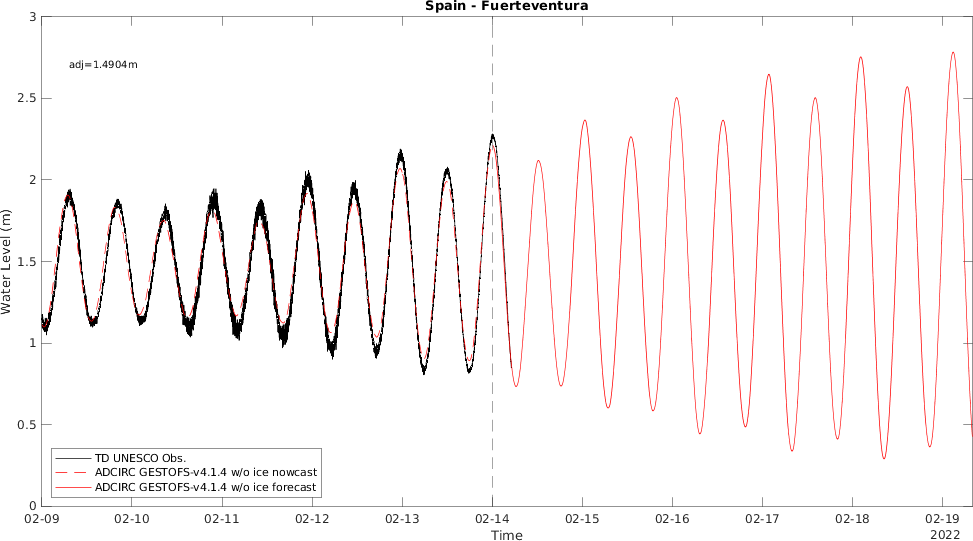 Spain - Fuerteventura
adj=1.4904m
3
2.5
2
1.5
1
0.5
0
Water Level (m)
TD UNESCO Obs.
ADCIRC GESTOFS-v4.1.4 w/o ice nowcast
ADCIRC GESTOFS-v4.1.4 w/o ice forecast
02-09 02-10 02-11 02-12 02-13 02-14 02-15 02-16 02-17 02-18 02-19
Time
2022